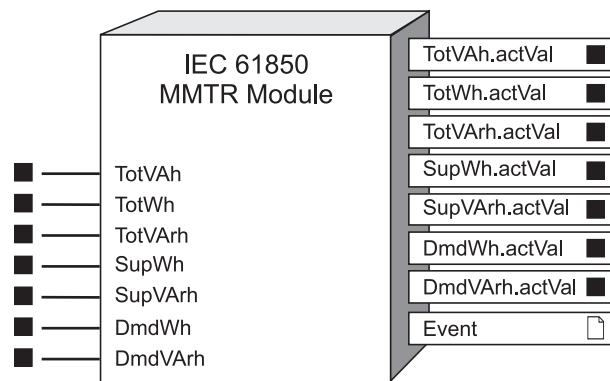 IEC 61850
MMTR Module
TotVAh
TotWh
TotVArh
SupWh
SupVArh
DmdWh
DmdVArh
TotVAh.actVal
TotWh.actVal
TotVArh.actVal
SupWh.actVal
SupVArh.actVal
DmdWh.actVal
DmdVArh.actVal
Event